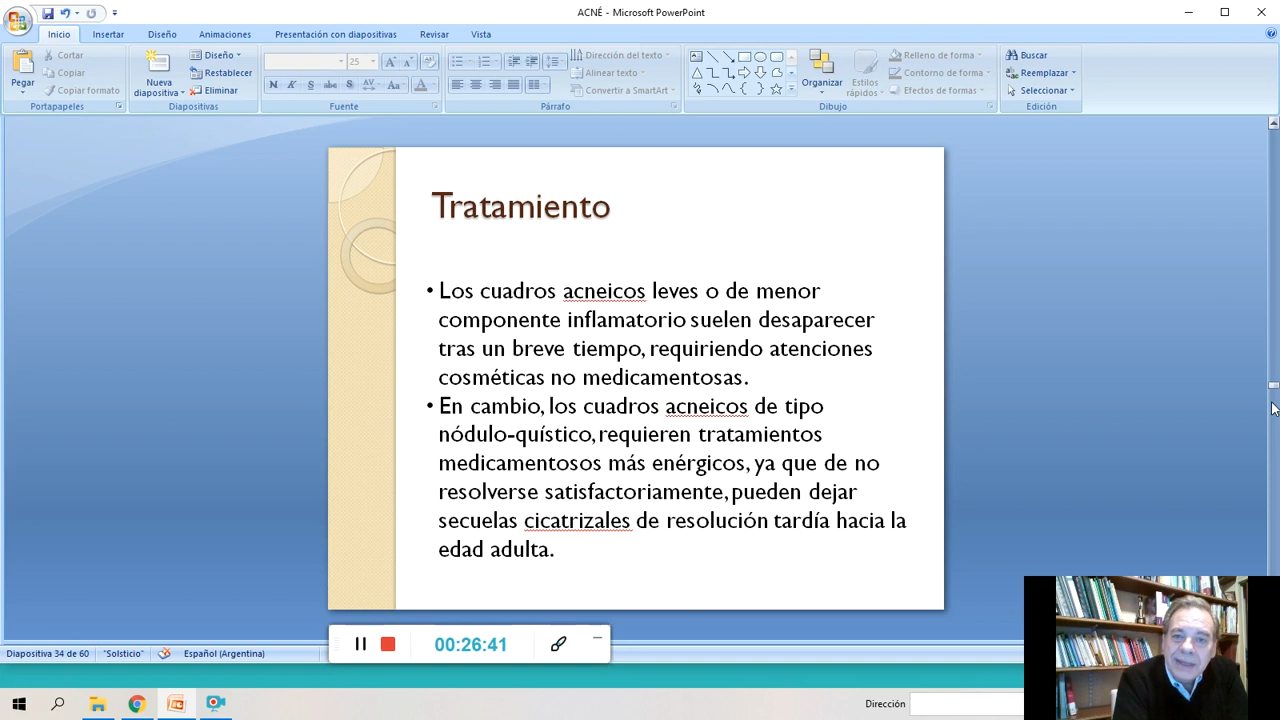 ACNÉ - Microsoft PowerPoint
Inicio Insertar Diseño Animaciones Presentación con diapositivas Revisar Vista
Pegar
Cortar
Copiar
Copiar formato
Portapapeles
Nueva
diapositiva
Diseño
Restablecer
Eliminar
Diapositivas
25
Fuente
Párrafo
Dirección del texto
Alinear texto
Convertir a SmartArt
Organizar
Estilos
rápidos
Relleno de forma
Contorno de forma
Efectos de formas
Dibujo
Buscar
Reemplazar
Seleccionar
Edición
Tratamiento
• Los cuadros acneicos leves o de menor
componente inflamatorio suelen desaparecer
tras un breve tiempo, requiriendo atenciones
cosméticas no medicamentosas.
• En cambio, los cuadros acneicos de tipo
nódulo-quístico, requieren tratamientos
medicamentosos más enérgicos, ya que de no
resolverse satisfactoriamente, pueden dejar
secuelas cicatrizales de resolución tardía hacia la
edad adulta.
00:26:41
Diapositiva 34 de 60 "Solsticio" Español (Argentina)
Dirección